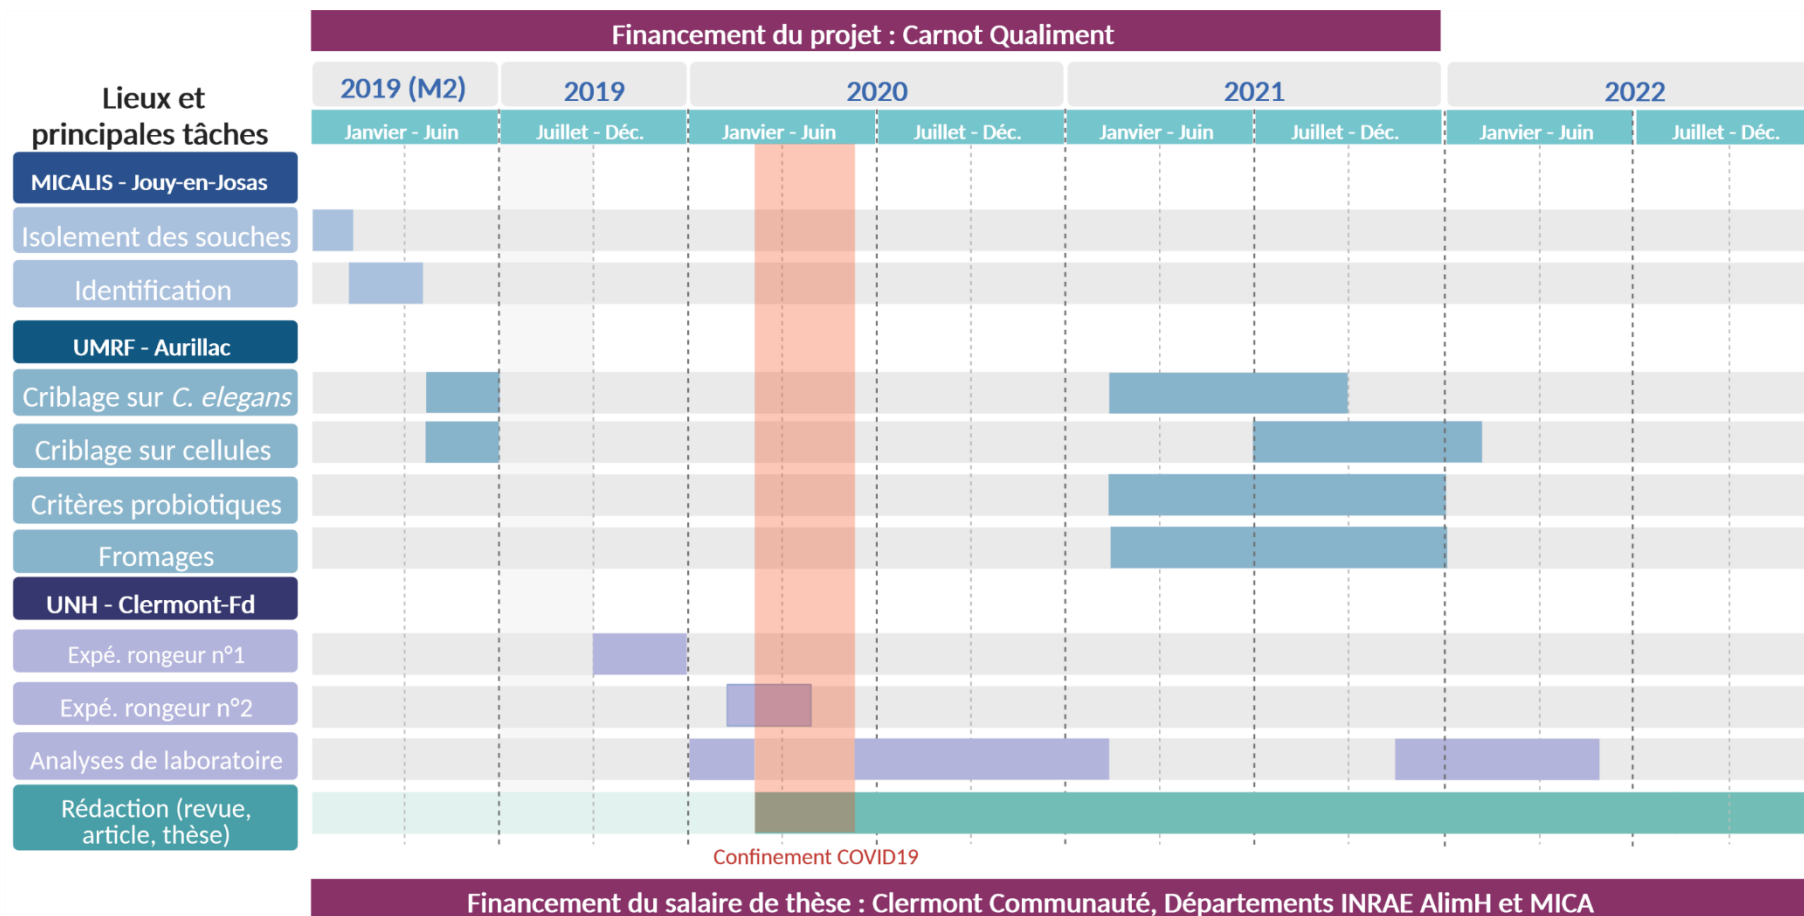 Financement du projet : Carnot Qualiment
Lieux et
principales tâches
2019 (M2)
2019
2020
2021
2022
Janvier - Juin
Juillet - Déc.
Janvier - Juin
Juillet - Déc.
Janvier - Juin
Juillet - Déc.
Janvier - Juin
Juillet - Déc.
MICALIS - Jouy-en-Josas
Isolement des souches
Identification
UMRF - Aurillac
Criblage sur C. elegans
Criblage sur cellules
Critères probiotiques
Fromages
UNH - Clermont-Fd
Expé. rongeur n°1
Expé. rongeur n°2
Analyses de laboratoire
Rédaction (revue,
article, thèse)
Confinement COVID19
Financement du salaire de thèse : Clermont Communauté, Départements INRAE AlimH et MICA